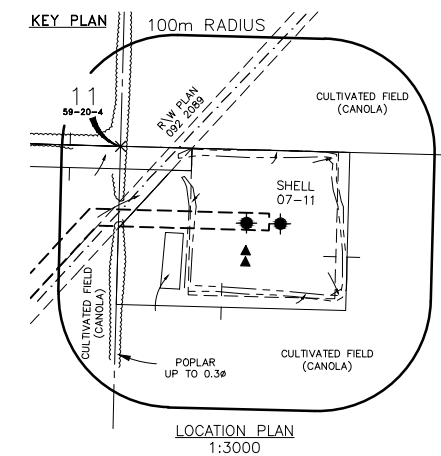 KEY PLAN
100m RADIUS
11
59-20-4
R\W PLAN
092 2089
CULTIVATED FIELD
(CANOLA)
SHELL
07-11
CULTIVATED FIELD
(CANOLA)
POPLAR
UP TO 0.3ø
CULTIVATED FIELD
(CANOLA)
LOCATION PLAN
1:3000